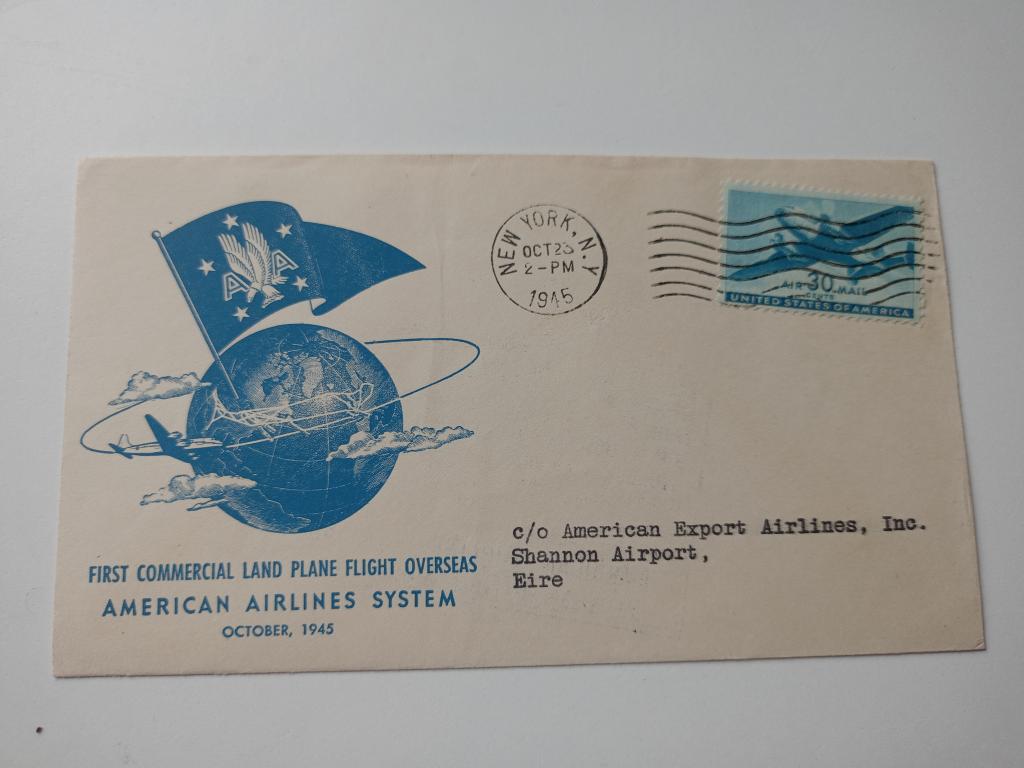 A A
NEW YORK, N.Y
OCT 23
2-PM
1945
30
AIR MAIL
CENTS
UNITED STATES OF AMERICA
c/o American Export Airlines, Inc.
Shannon Airport,
Eire
FIRST COMMERCIAL LAND PLANE FLIGHT OVERSEAS
AMERICAN AIRLINES SYSTEM
OCTOBER, 1945